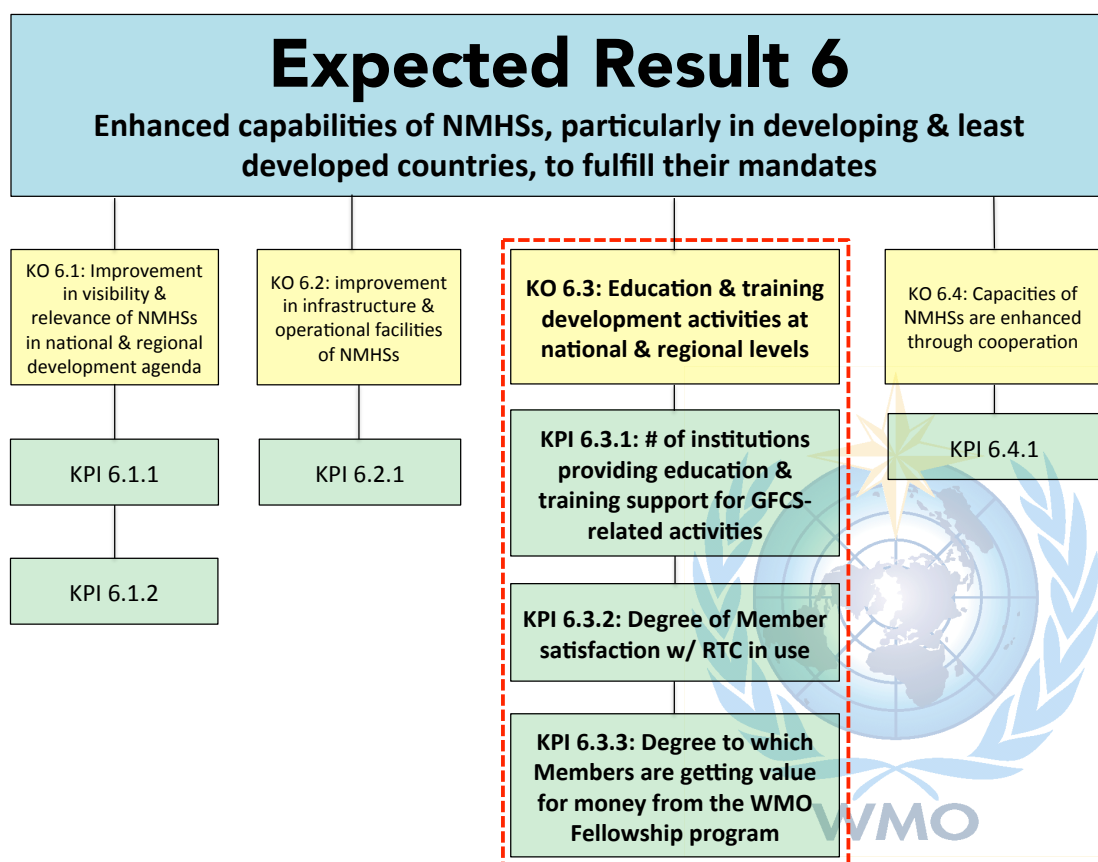 Expected Result 6
Enhanced capabilities of NMHSs, particularly in developing & least
developed countries, to fulfill their mandates
KO 6.1: Improvement
in visibility &
relevance of NMHSs
in national & regional
development agenda
KPI 6.1.1
KPI 6.1.2
KO 6.2: improvement
in infrastructure &
operational facilities
of NMHSs
KPI 6.2.1
KO 6.3: Education & training
development activities at
national & regional levels
KPI 6.3.1: # of institutions
providing education &
training support for GFCS-
related activities
KPI 6.3.2: Degree of Member
satisfaction w/ RTC in use
KPI 6.3.3: Degree to which
Members are getting value
for money from the WMO
Fellowship program
KO 6.4: Capacities of
NMHSs are enhanced
through cooperation
KPI 6.4.1
WMO